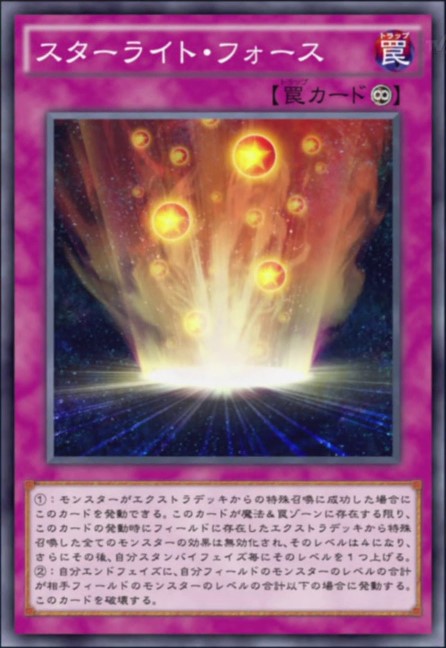 スターライト・フォース
トラップ
罠
トラップ
【罠カード】
①：モンスターがエクストラデッキからの特殊召喚に成功した場合に
このカードを発動できる。このカードが魔法＆罠ゾーンに存在する限り、
このカードの発動時にフィールドに存在したエクストラデッキから特殊
召喚した全てのモンスターの効果は無効化され、そのレベルは４になり、
さらにその後、自分スタンバイフェイズ毎にそのレベルを１つ上げる。
②：自分エンドフェイズに、自分フィールドのモンスターのレベルの合計
が相手フィールドのモンスターのレベルの合計以下の場合に発動する。
このカードを破壊する。